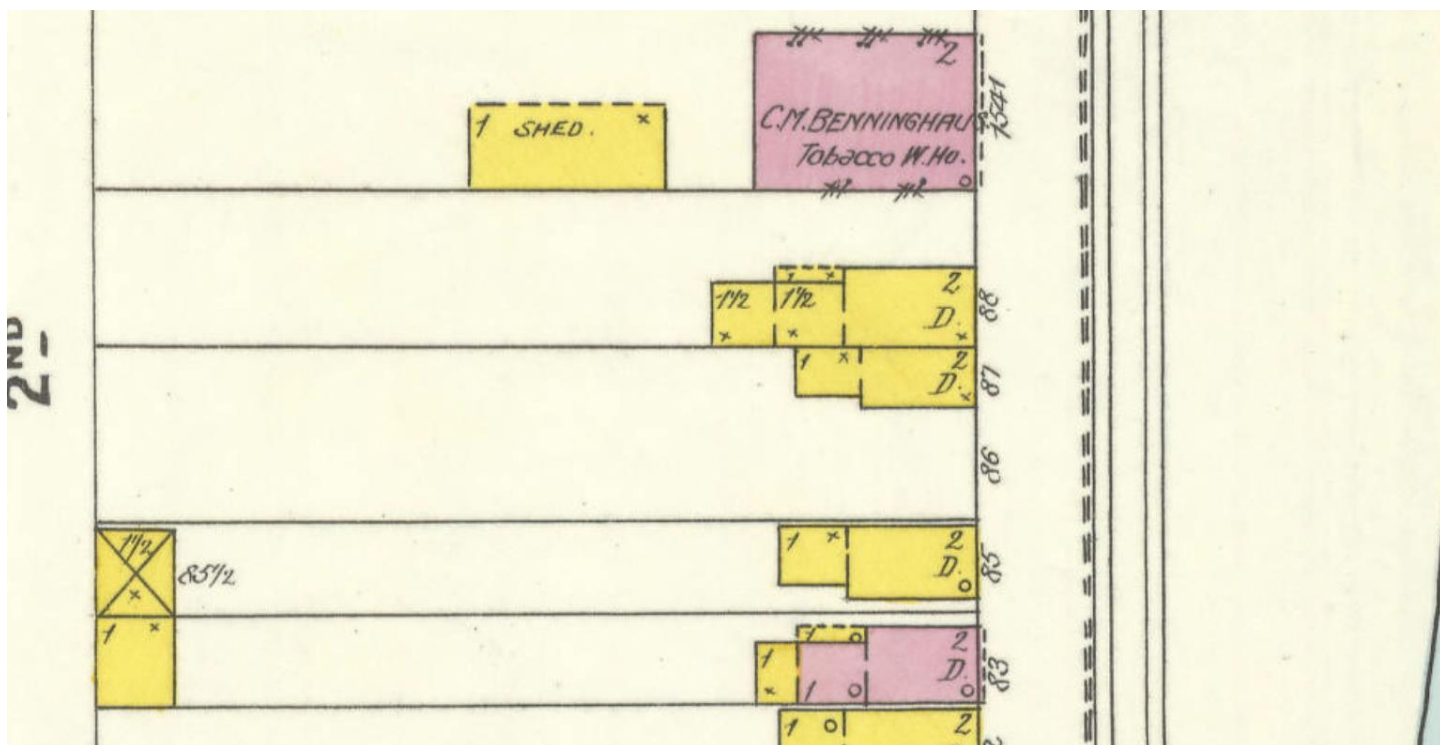 2
1541
1 SHED. x
C.M. BENNINGHAUS
Tobacco W.Ho.
2
88
1½ 1½
D.
x x x
1 x 2
87
D.
x
2ND
86
1½
1 x 2
85
85½
D.
x
1 x
1 2
1
83
D.
x 1
1 2